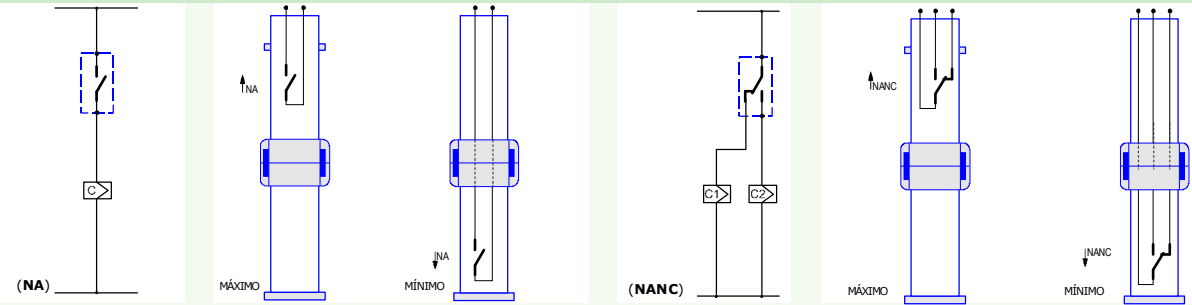 (NA)
C
NA
MÁXIMO
NA
MÍNIMO
(NANC)
C1
C2
NANC
MÁXIMO
NANC
MÍNIMO